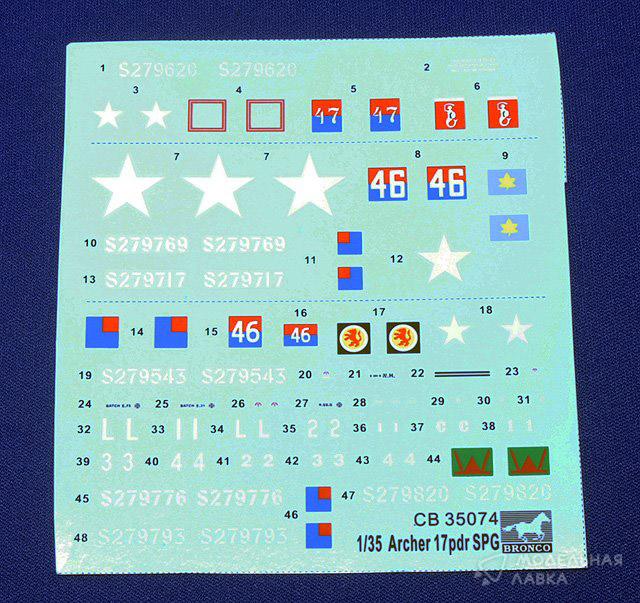 1 S279620 S279620 2
3 4 5 6
47 47
7 7 8 9
46 46
10 S279769 S279769
11 12
13 S279717 S279717
14 15 46 16 46 17 18
19 S279543 S279543 20 21 22 23
24 25 26 27 28 29 30 31
32 L L 33 34 L L 35 2 2 36 37 C C 38 1 1
39 3 3 40 4 4 41 2 2 42 3 3 43 4 4 44
45 S279776 S279776 46 47 S279820 S279820
48 S279793 S279793
CB 35074
1/35 Archer 17pdr SPG
BRONCO
МОДЕЛЬНАЯ
ЛАВКА